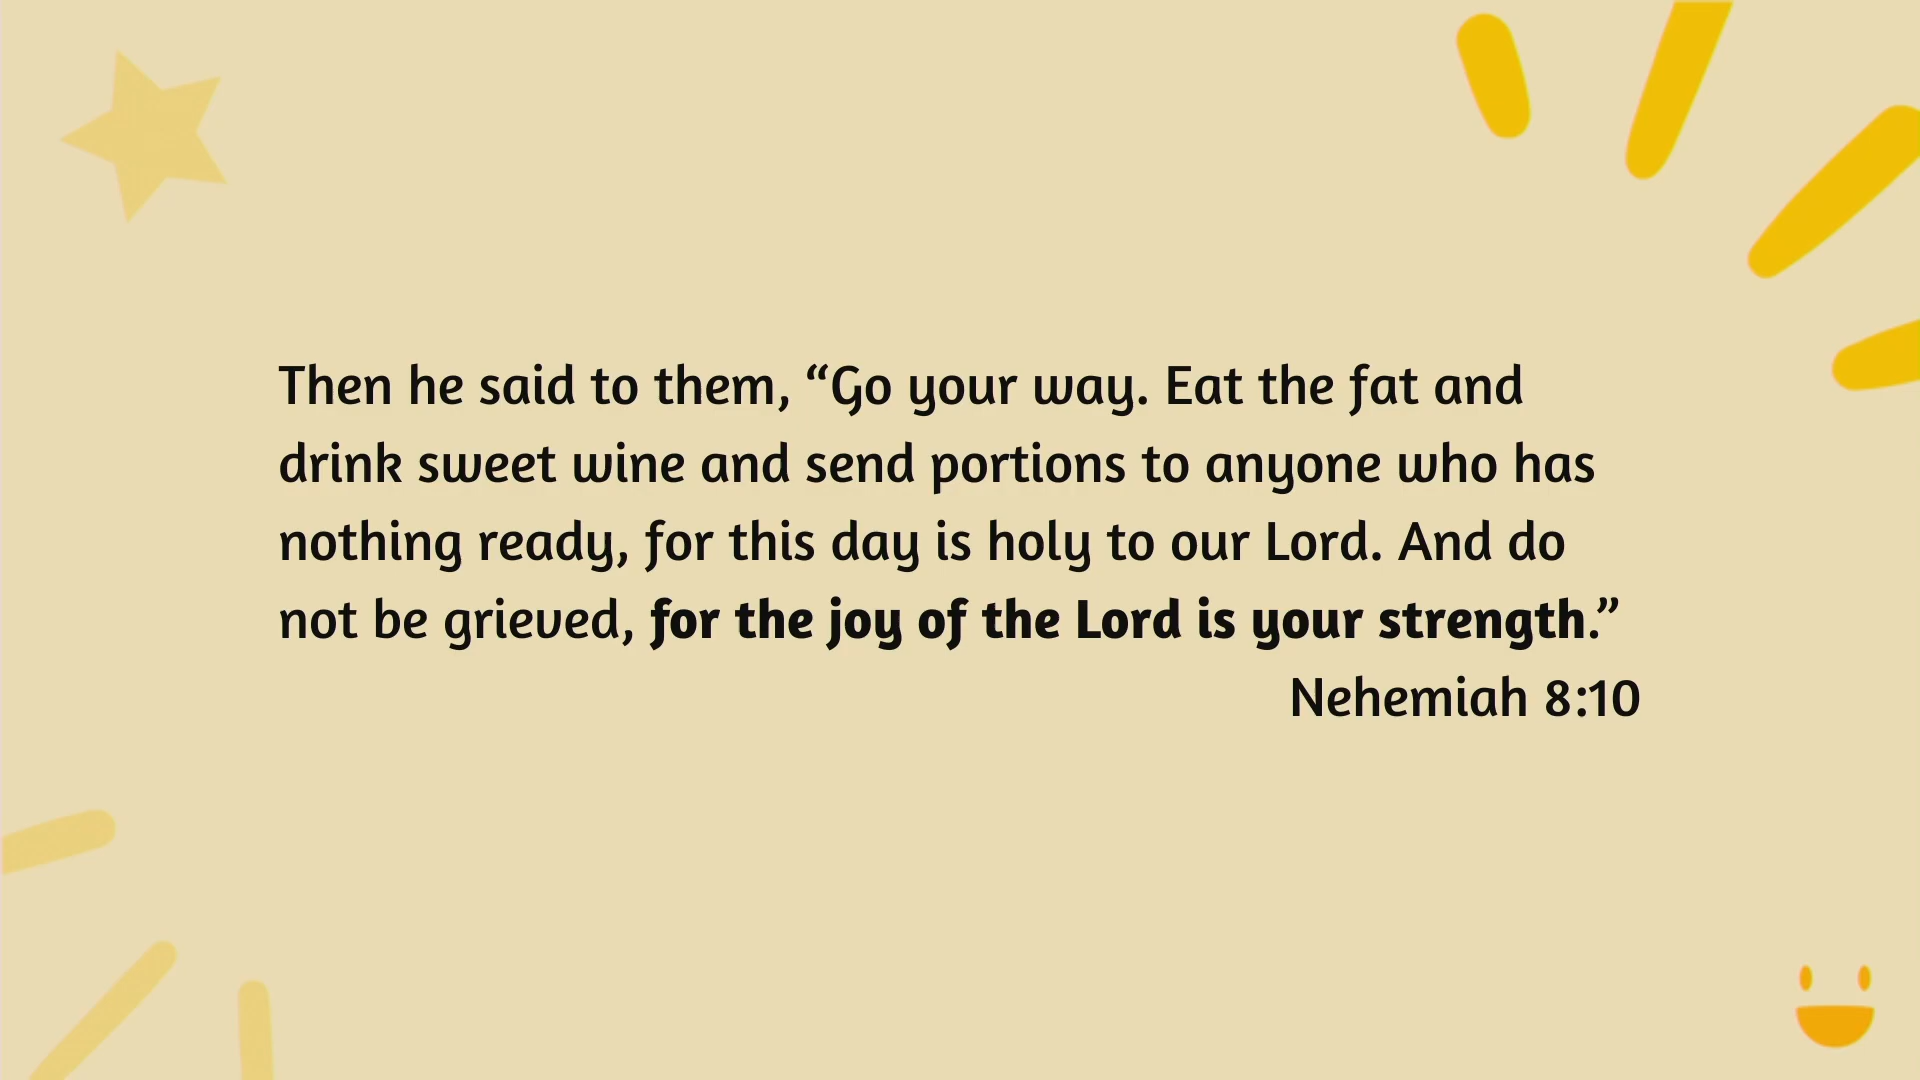 Then he said to them, “Go your way. Eat the fat and
drink sweet wine and send portions to anyone who has
nothing ready, for this day is holy to our Lord. And do
not be grieved, for the joy of the Lord is your strength.”
Nehemiah 8:10